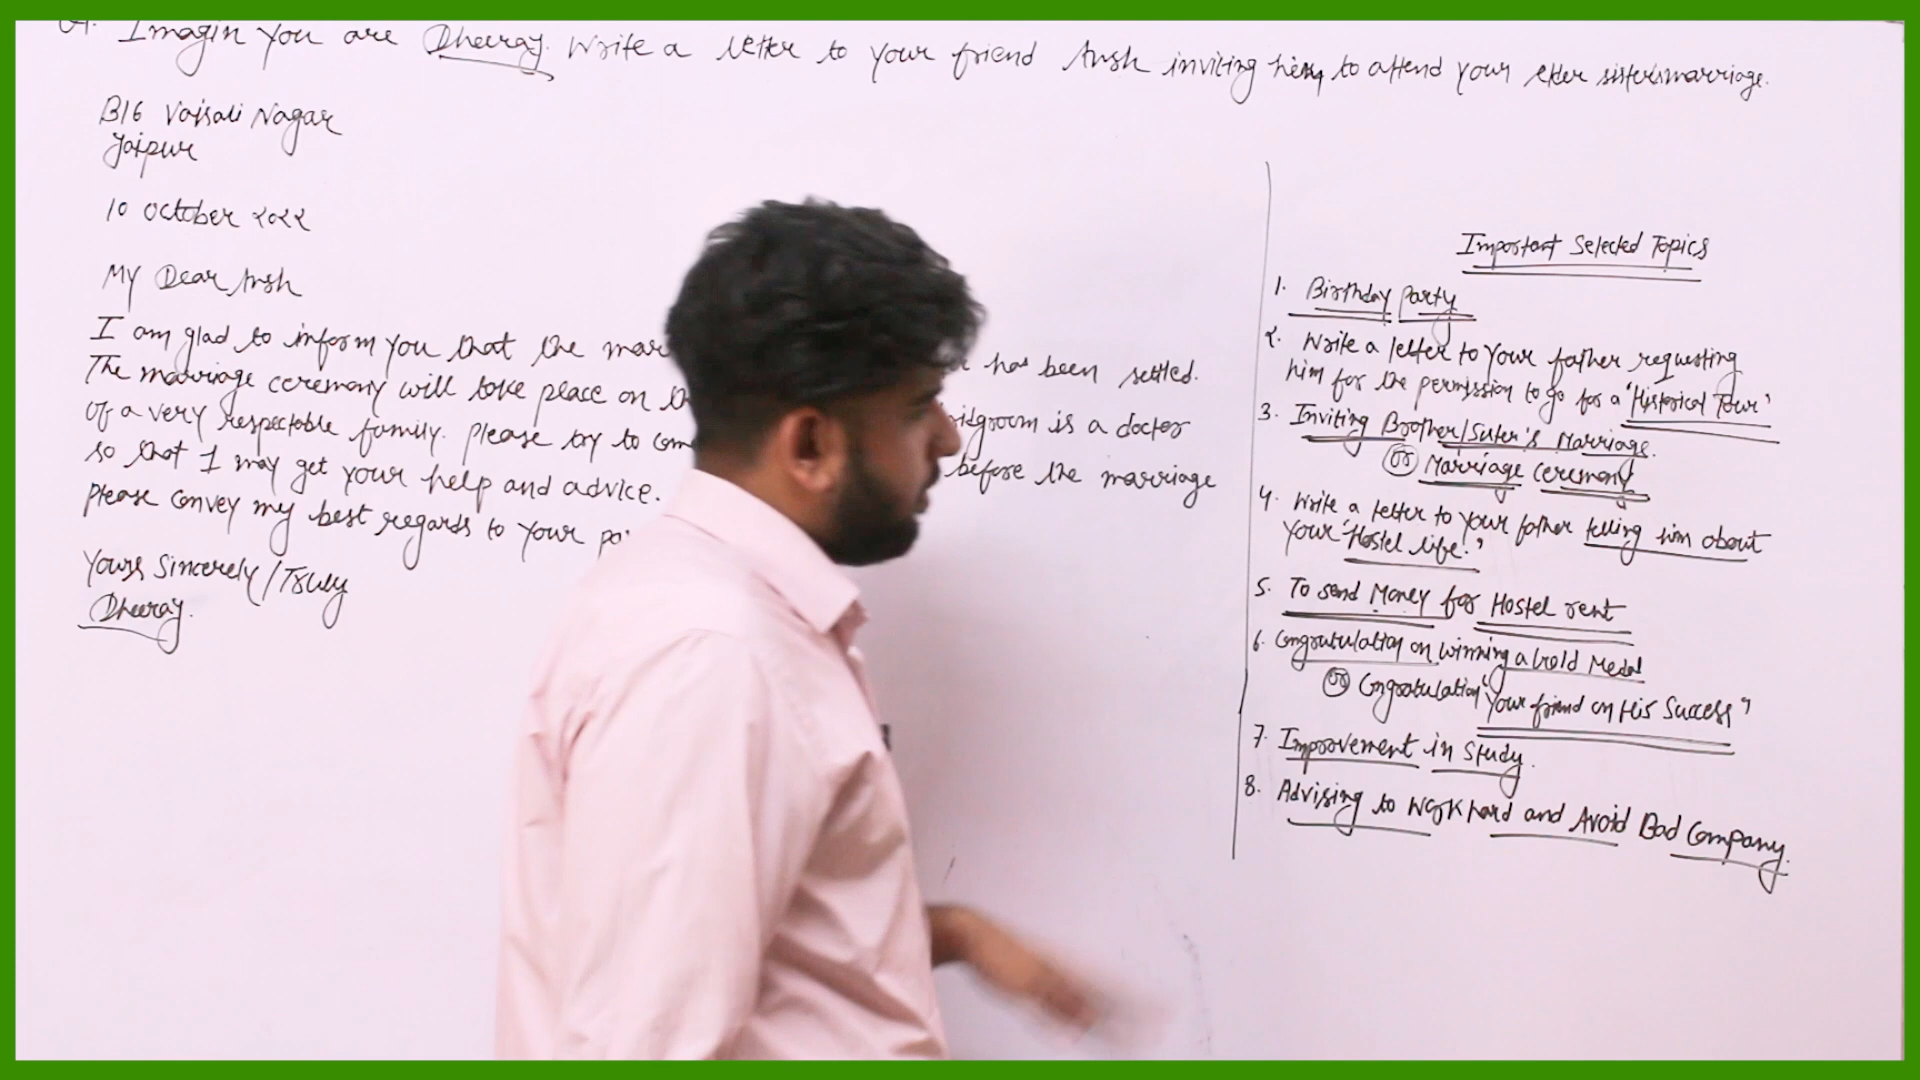 Imagin You are Dheeraj. Write a letter to your friend Ansh inviting him to attend your elder sister's marriage.
B16 Vaisali Nagar
Jaipur
10 October 2022
My Dear Ansh
I am glad to inform you that the has been settled.
The marriage ceremony will take place on is a doctor
of a very respectable family. please try to before the marriage
so that I may get your help and advice.
please convey my best regards to your
Yours Sincerely/Truly
Dheeraj.
Important Selected Topics
1. Birthday party
2. Write a letter to your father requesting
him for the permission to go for a "Historical Tour"
3. Inviting Brother/Sister's Marriage.
OR Marriage ceremony
4. Write a letter to your father telling him about
your "Hostel life."
5. To send Money for Hostel rent
6. Congratulation on winning a Gold Medal
OR Congratulation "Your friend on His Success"
7. Improvement in Study.
8. Advising to Work hard and Avoid Bad Company.